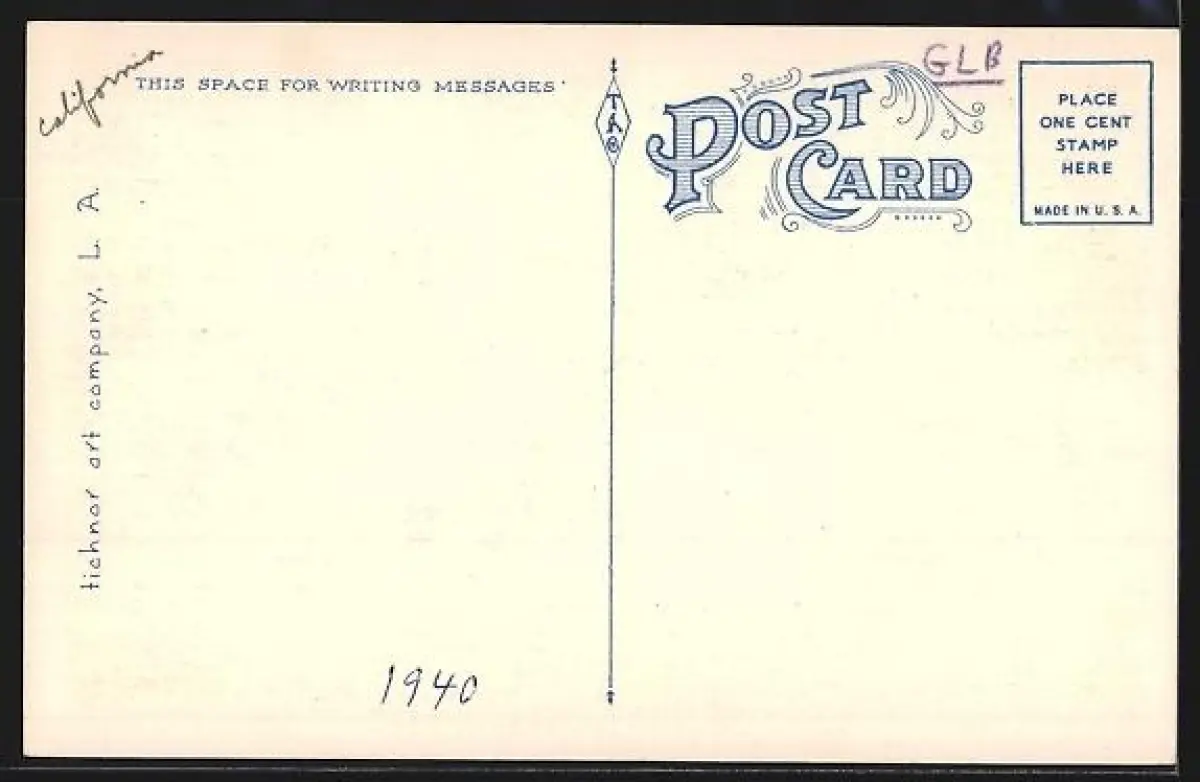 california
THIS SPACE FOR WRITING MESSAGES
tichnor art company, L. A.
1940
GLB
POST
CARD
PLACE
ONE CENT
STAMP
HERE
MADE IN U. S. A.